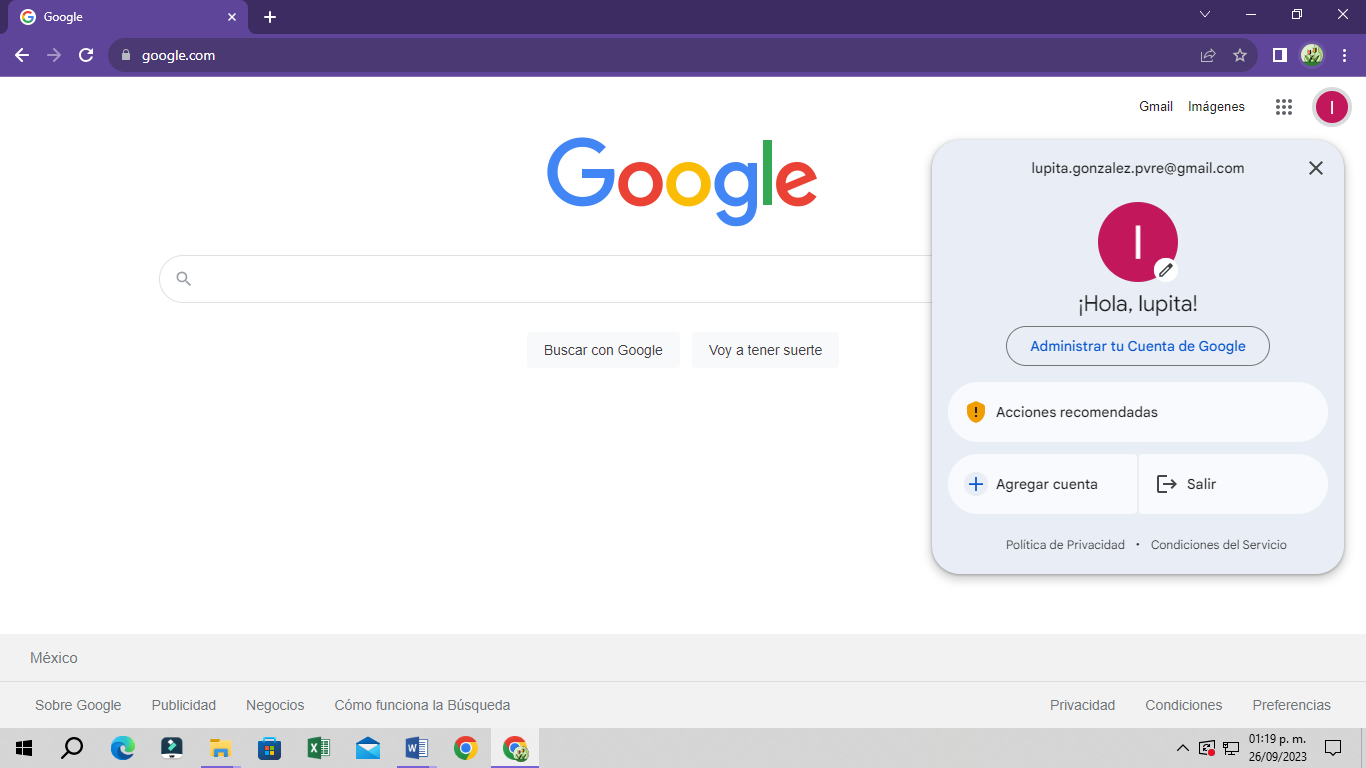 Google
google.com
Gmail Imágenes
I
lupita.gonzalez.pvre@gmail.com
Google
I
¡Hola, lupita!
Administrar tu Cuenta de Google
Buscar con Google Voy a tener suerte
Acciones recomendadas
Agregar cuenta Salir
Política de Privacidad • Condiciones del Servicio
México
Sobre Google Publicidad Negocios Cómo funciona la Búsqueda Privacidad Condiciones Preferencias
01:19 p. m.
26/09/2023